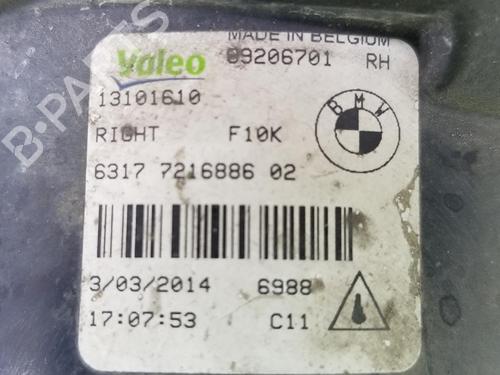 MADE IN BELGIUM
Valeo 89206701 RH
13101610
RIGHT F10K BMW
6317 7216886 02
3/03/2014 6988
17:07:53 C11